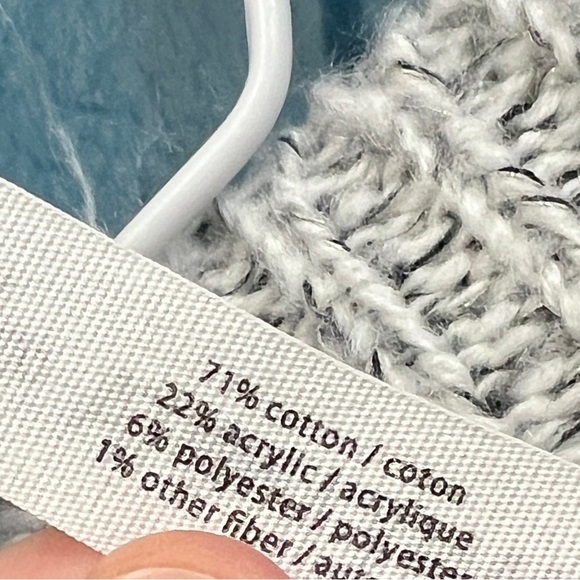 71% cotton / coton
22% acrylic / acrylique
6% polyester / polyester
1% other fiber /